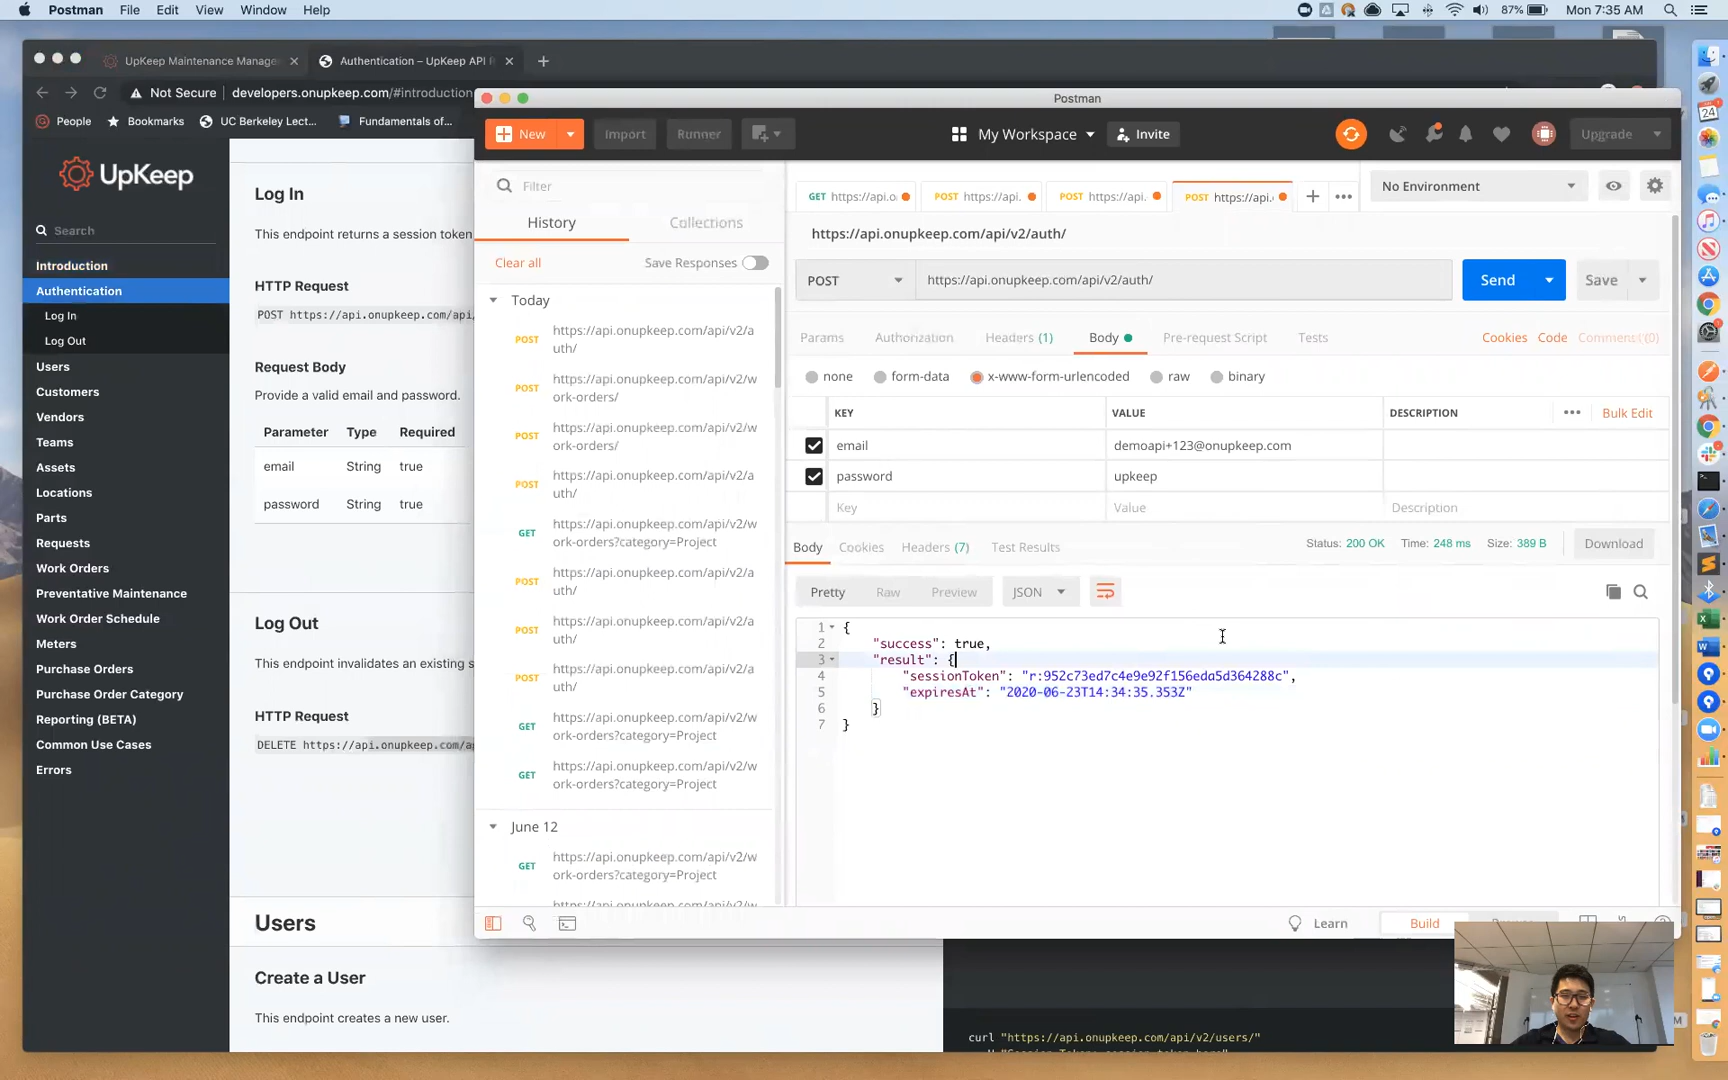 Postman File Edit View Window Help
87% Mon 7:35 AM
UpKeep Maintenance Manage
Authentication – UpKeep API R
Not Secure developers.onupkeep.com/#introduction
People Bookmarks UC Berkeley Lect... Fundamentals of...
UpKeep
Search
Introduction
Authentication
Log In
Log Out
Users
Customers
Vendors
Teams
Assets
Locations
Parts
Requests
Work Orders
Preventative Maintenance
Work Order Schedule
Meters
Purchase Orders
Purchase Order Category
Readings (BETA)
Common Use Cases
Errors
Log In
This endpoint returns a session token
HTTP Request
POST https://api.onupkeep.com/api,
Request Body
Provide a valid email and password.
Parameter Type Required
email String true
password String true
Log Out
This endpoint invalidates an existing s
HTTP Request
DELETE https://api.onupkeep.com/ap
Users
Create a User
This endpoint creates a new user.
curl "https://api.onupkeep.com/api/v2/users/"
Postman
New Import Runner My Workspace Invite Upgrade
Filter
History Collections
Clear all Save Responses
Today
POST https://api.onupkeep.com/api/v2/a
uth/
POST https://api.onupkeep.com/api/v2/w
ork-orders/
POST https://api.onupkeep.com/api/v2/w
ork-orders/
POST https://api.onupkeep.com/api/v2/a
uth/
GET https://api.onupkeep.com/api/v2/w
ork-orders?category=Project
POST https://api.onupkeep.com/api/v2/a
uth/
POST https://api.onupkeep.com/api/v2/a
uth/
POST https://api.onupkeep.com/api/v2/a
uth/
GET https://api.onupkeep.com/api/v2/w
ork-orders?category=Project
GET https://api.onupkeep.com/api/v2/w
ork-orders?category=Project
June 12
GET https://api.onupkeep.com/api/v2/w
ork-orders?category=Project
GET https://api.o POST https://api. POST https://api. POST https://api. + •••
No Environment
https://api.onupkeep.com/api/v2/auth/
POST https://api.onupkeep.com/api/v2/auth/ Send Save
Params Authorization Headers (1) Body Pre-request Script Tests Cookies Code Comments (0)
none form-data x-www-form-urlencoded raw binary
KEY VALUE DESCRIPTION ••• Bulk Edit
email demoapi+123@onupkeep.com
password upkeep
Key Value Description
Body Cookies Headers (7) Test Results Status: 200 OK Time: 248 ms Size: 389 B Download
Pretty Raw Preview JSON
1 {
2 "success": true,
3 "result": {
4 "sessionToken": "r:952c73ed7c4e9e92f156eda5d364288c",
5 "expiresAt": "2020-06-23T14:34:35.353Z"
6 }
7 }
Learn Build
24